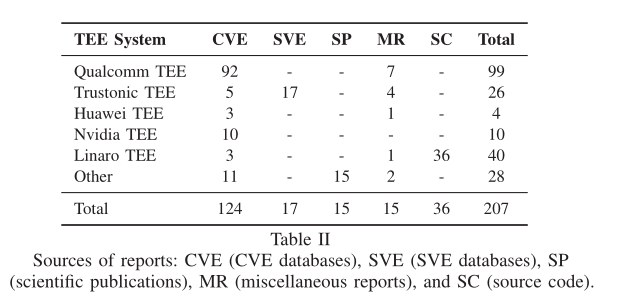 TEE System CVE SVE SP MR SC Total
Qualcomm TEE 92 - - 7 - 99
Trustonic TEE 5 17 - 4 - 26
Huawei TEE 3 - - 1 - 4
Nvidia TEE 10 - - - - 10
Linaro TEE 3 - - 1 36 40
Other 11 - 15 2 - 28
Total 124 17 15 15 36 207
Table II
Sources of reports: CVE (CVE databases), SVE (SVE databases), SP
(scientific publications), MR (miscellaneous reports), and SC (source code).